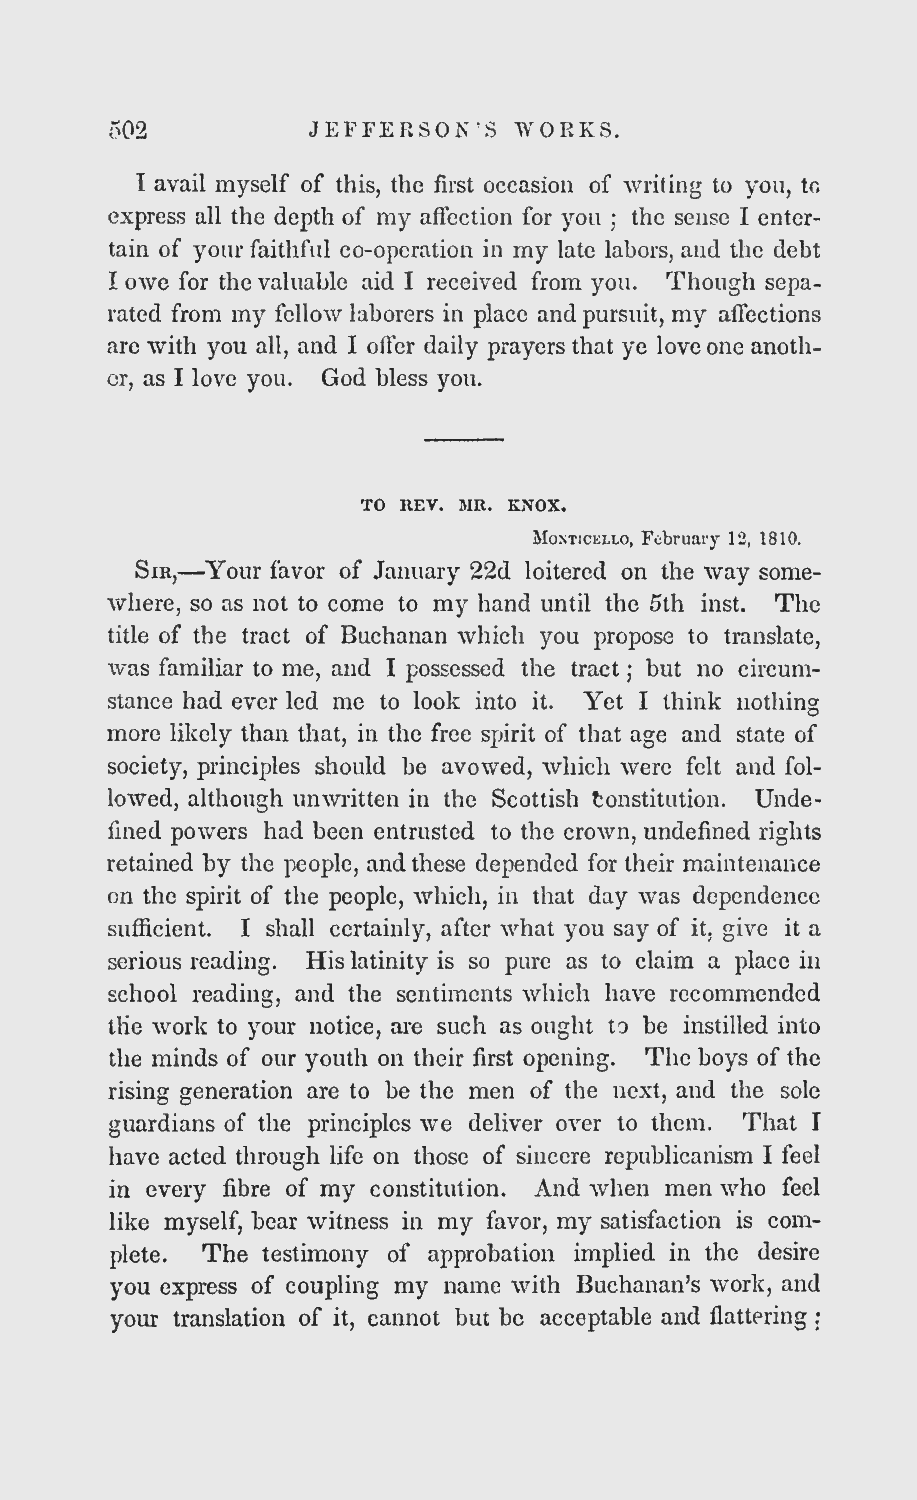 502 JEFFERSON'S WORKS.
I avail myself of this, the first occasion of writing to you, to
express all the depth of my affection for you ; the sense I enter-
tain of your faithful co-operation in my late labors, and the debt
I owe for the valuable aid I received from you. Though sepa-
rated from my fellow laborers in place and pursuit, my affections
are with you all, and I offer daily prayers that ye love one anoth-
er, as I love you. God bless you.
TO REV. MR. KNOX.
MONTICELLO, February 12, 1810.
SIR,—Your favor of January 22d loitered on the way some-
where, so as not to come to my hand until the 5th inst. The
title of the tract of Buchanan which you propose to translate,
was familiar to me, and I possessed the tract ; but no circum-
stance had ever led me to look into it. Yet I think nothing
more likely than that, in the free spirit of that age and state of
society, principles should be avowed, which were felt and fol-
lowed, although unwritten in the Scottish constitution. Unde-
fined powers had been entrusted to the crown, undefined rights
retained by the people, and these depended for their maintenance
on the spirit of the people, which, in that day was dependence
sufficient. I shall certainly, after what you say of it, give it a
serious reading. His latinity is so pure as to claim a place in
school reading, and the sentiments which have recommended
the work to your notice, are such as ought to be instilled into
the minds of our youth on their first opening. The boys of the
rising generation are to be the men of the next, and the sole
guardians of the principles we deliver over to them. That I
have acted through life on those of sincere republicanism I feel
in every fibre of my constitution. And when men who feel
like myself, bear witness in my favor, my satisfaction is com-
plete. The testimony of approbation implied in the desire
you express of coupling my name with Buchanan's work, and
your translation of it, cannot but be acceptable and flattering ;